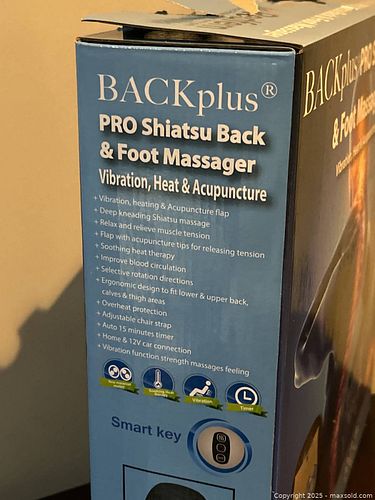 BACKplus®
PRO Shiatsu Back
& Foot Massager
Vibration, Heat & Acupuncture
+ Vibration, heating & Acupuncture flap
+ Deep kneading Shiatsu massage
+ Relax and relieve muscle tension
+ Flap with acupuncture tips for releasing tension
+ Soothing heat therapy
+ Improve blood circulation
+ Selective rotation directions
+ Ergonomic design to fit lower & upper back,
calves & thigh areas
+ Overheat protection
+ Adjustable chair strap
+ Auto 15 minutes timer
+ Home & 12V car connection
+ Vibration function strength massages feeling
Vibration
Timer
Smart key
BACKplus
PRO S
& Fo
Copyright 2025 - maxsold.com